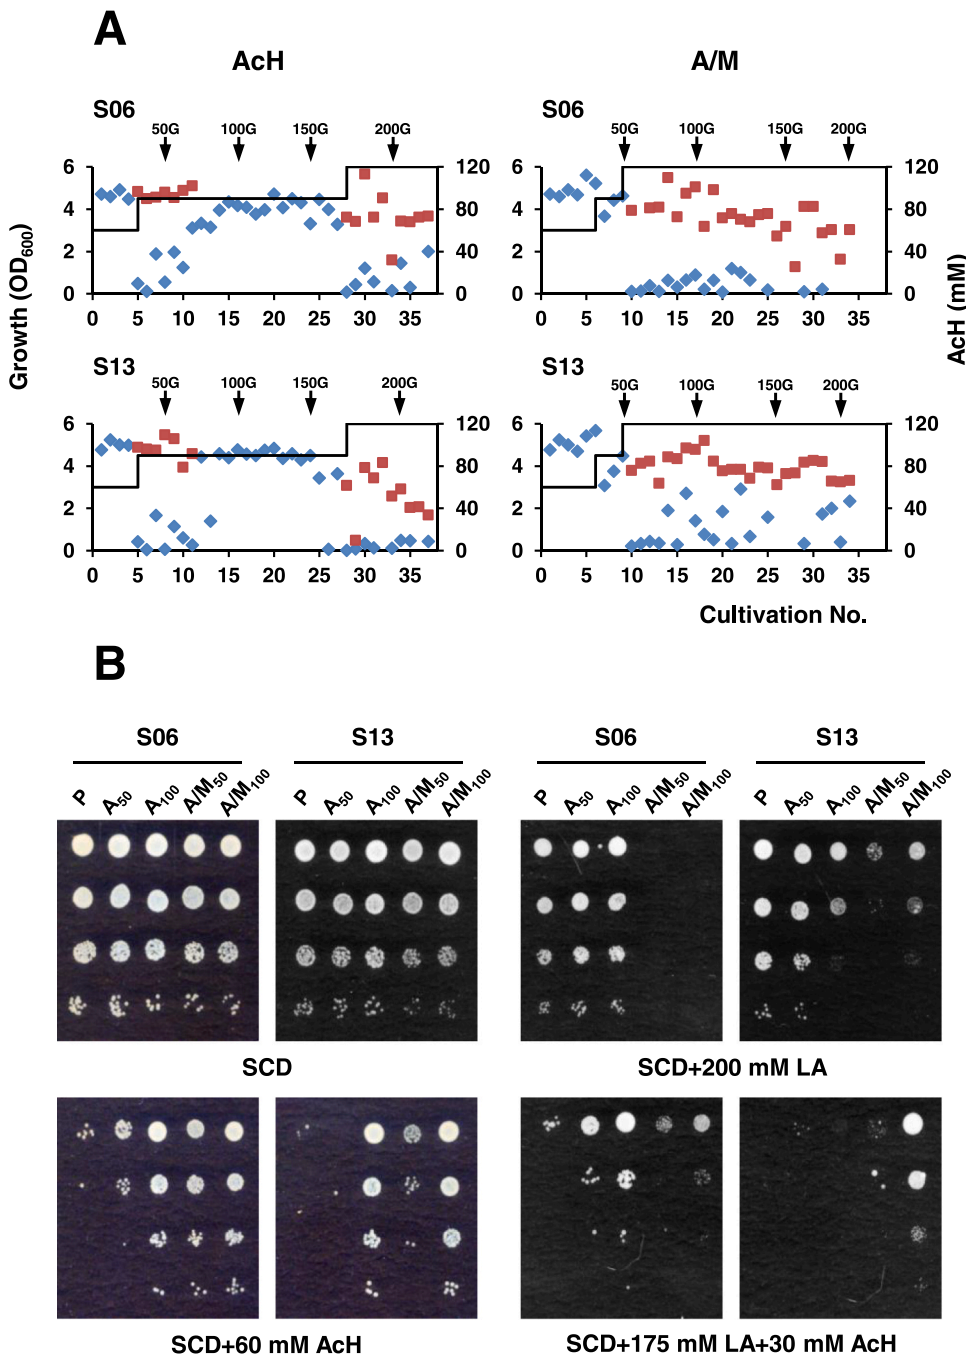 A
AcH A/M
S06 S06
50G 100G 150G 200G 50G 100G 150G 200G
6 120 6 120
4 80 4 80
2 40 2 40
0 0 0 0
0 5 10 15 20 25 30 35 0 5 10 15 20 25 30 35
Growth (OD600)
AcH (mM)
S13 S13
50G 100G 150G 200G 50G 100G 150G 200G
6 120 6 120
4 80 4 80
2 40 2 40
0 0 0 0
0 5 10 15 20 25 30 35 0 5 10 15 20 25 30 35
Cultivation No.
B
S06 S13 S06 S13
P A50 A100 A/M50 A/M100 P A50 A100 A/M50 A/M100 P A50 A100 A/M50 A/M100 P A50 A100 A/M50 A/M100
SCD SCD+200 mM LA
SCD+60 mM AcH SCD+175 mM LA+30 mM AcH